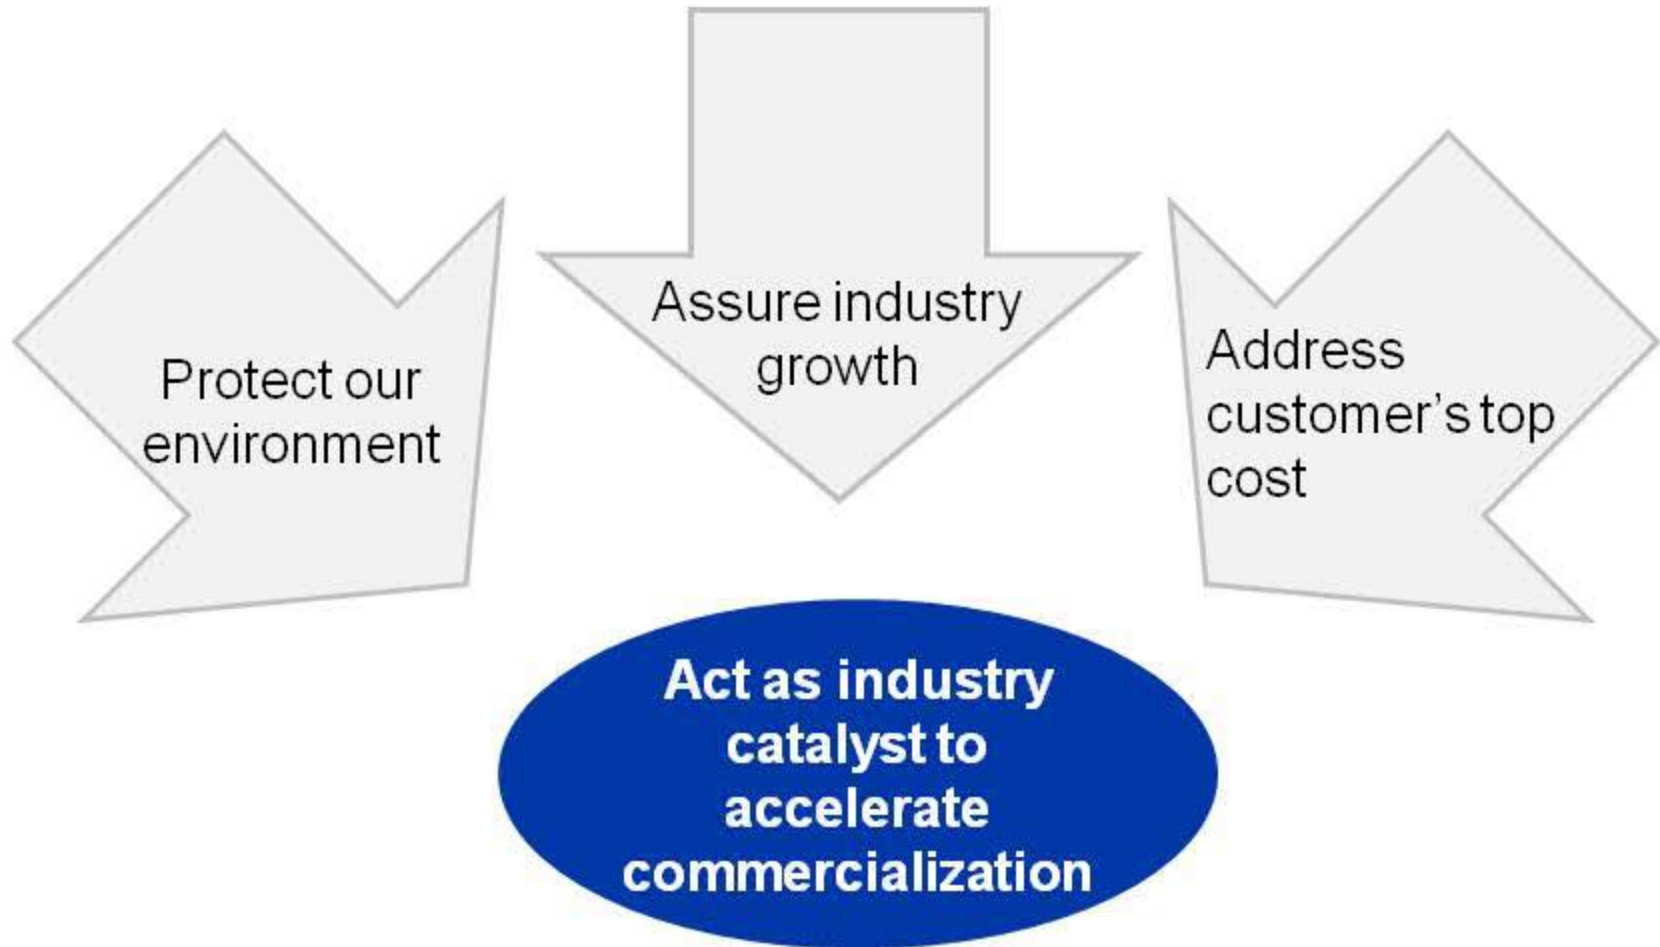 Assure industry
growth
Protect our
environment
Address
customer’s top
cost
Act as industry
catalyst to
accelerate
commercialization